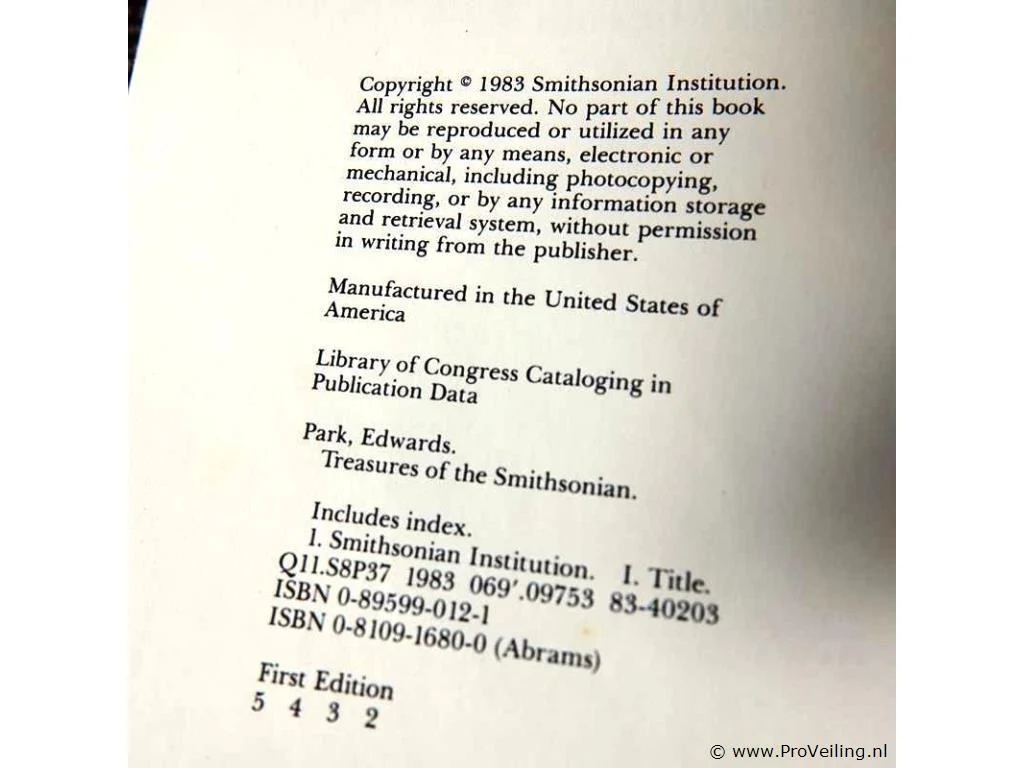 Copyright © 1983 Smithsonian Institution.
All rights reserved. No part of this book
may be reproduced or utilized in any
form or by any means, electronic or
mechanical, including photocopying,
recording, or by any information storage
and retrieval system, without permission
in writing from the publisher.
Manufactured in the United States of
America
Library of Congress Cataloging in
Publication Data
Park, Edwards.
Treasures of the Smithsonian.
Includes index.
1. Smithsonian Institution. I. Title.
Q11.S8P37 1983 069'.09753 83-40203
ISBN 0-89599-012-1
ISBN 0-8109-1680-0 (Abrams)
First Edition
5 4 3 2
© www.ProVeiling.nl